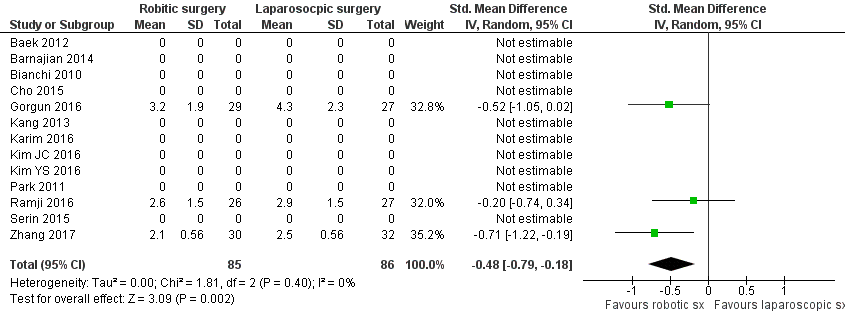 Robitic surgery Laparosocpic surgery Std. Mean Difference Std. Mean Difference
Study or Subgroup Mean SD Total Mean SD Total Weight IV, Random, 95% CI IV, Random, 95% CI
Baek 2012 0 0 0 0 0 0 Not estimable
Barnajian 2014 0 0 0 0 0 0 Not estimable
Bianchi 2010 0 0 0 0 0 0 Not estimable
Cho 2015 0 0 0 0 0 0 Not estimable
Gorgun 2016 3.2 1.9 29 4.3 2.3 27 32.8% -0.52 [-1.05, 0.02]
Kang 2013 0 0 0 0 0 0 Not estimable
Karim 2016 0 0 0 0 0 0 Not estimable
Kim JC 2016 0 0 0 0 0 0 Not estimable
Kim YS 2016 0 0 0 0 0 0 Not estimable
Park 2011 0 0 0 0 0 0 Not estimable
Ramji 2016 2.6 1.5 26 2.9 1.5 27 32.0% -0.20 [-0.74, 0.34]
Serin 2015 0 0 0 0 0 0 Not estimable
Zhang 2017 2.1 0.56 30 2.5 0.56 32 35.2% -0.71 [-1.22, -0.19]
Total (95% CI) 85 86 100.0% -0.48 [-0.79, -0.18]
Heterogeneity: Tau² = 0.00; Chi² = 1.81, df = 2 (P = 0.40); I² = 0%
Test for overall effect: Z = 3.09 (P = 0.002)
-1 -0.5 0 0.5 1
Favours robotic sx Favours laparoscopic sx